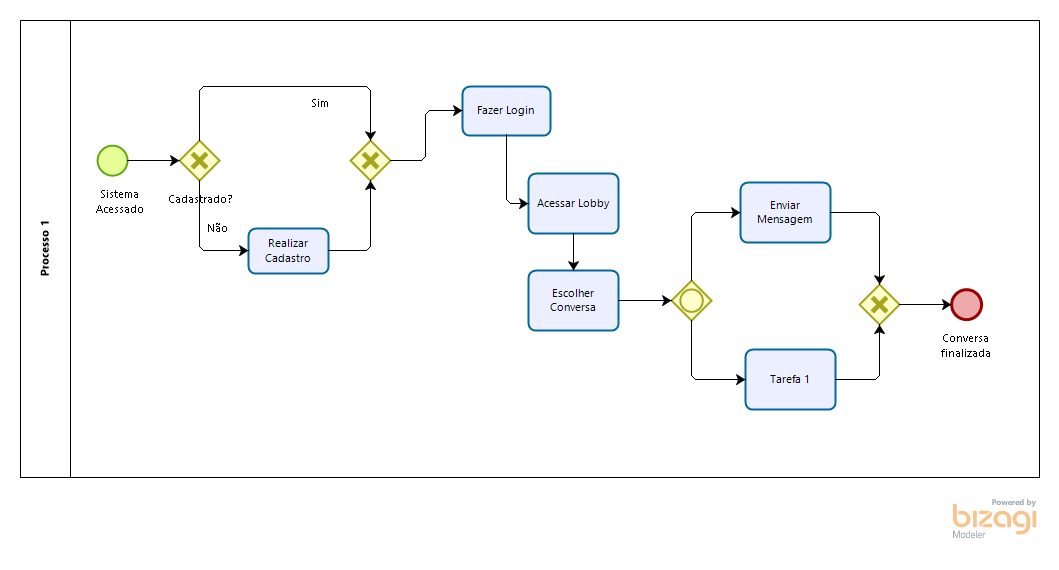 Processo 1
Sistema
Acessado
Cadastrado?
Sim
Não
Realizar
Cadastro
Fazer Login
Acessar Lobby
Escolher
Conversa
Enviar
Mensagem
Tarefa 1
Conversa
finalizada
Powered by
bizagi
Modeler